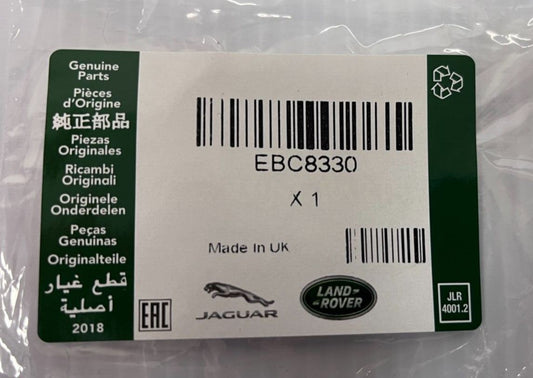 Genuine
Parts
Pièces
d'Origine
純正部品
Piezas
Originales
Ricambi
Originali
Originele
Onderdelen
Peças
Genuinas
Originalteile
قطع غيار
أصلية
2018
EBC8330
X 1
Made In UK
EAC
JAGUAR
LAND-
-ROVER
JLR
4001.2